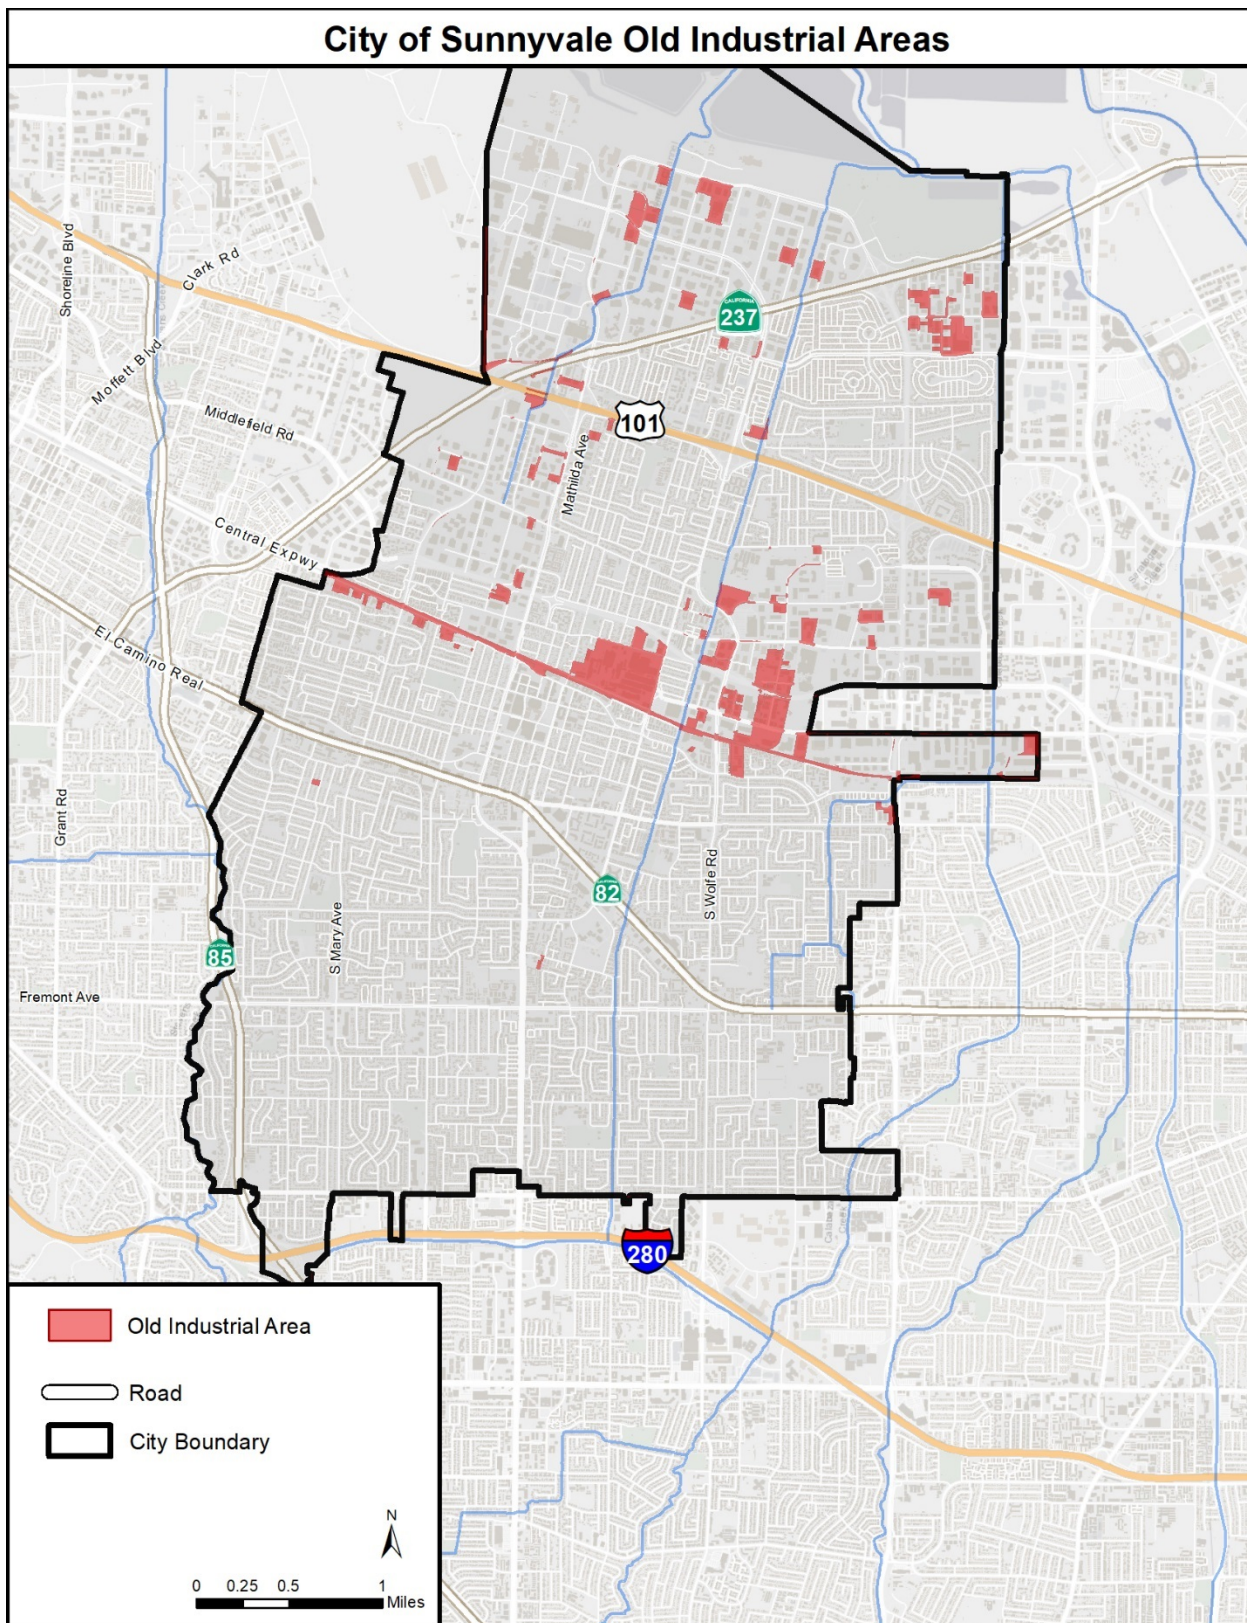 City of Sunnyvale Old Industrial Areas
Shoreline Blvd
Clark Rd
Moffett Blvd
CALIFORNIA
237
Middlefield Rd
101
Mathilda Ave
Central Expwy
El Camino Real
Grant Rd
82
S Wolfe Rd
S Mary Ave
85
Fremont Ave
280
Old Industrial Area
Road
City Boundary
N
0 0.25 0.5 1
Miles